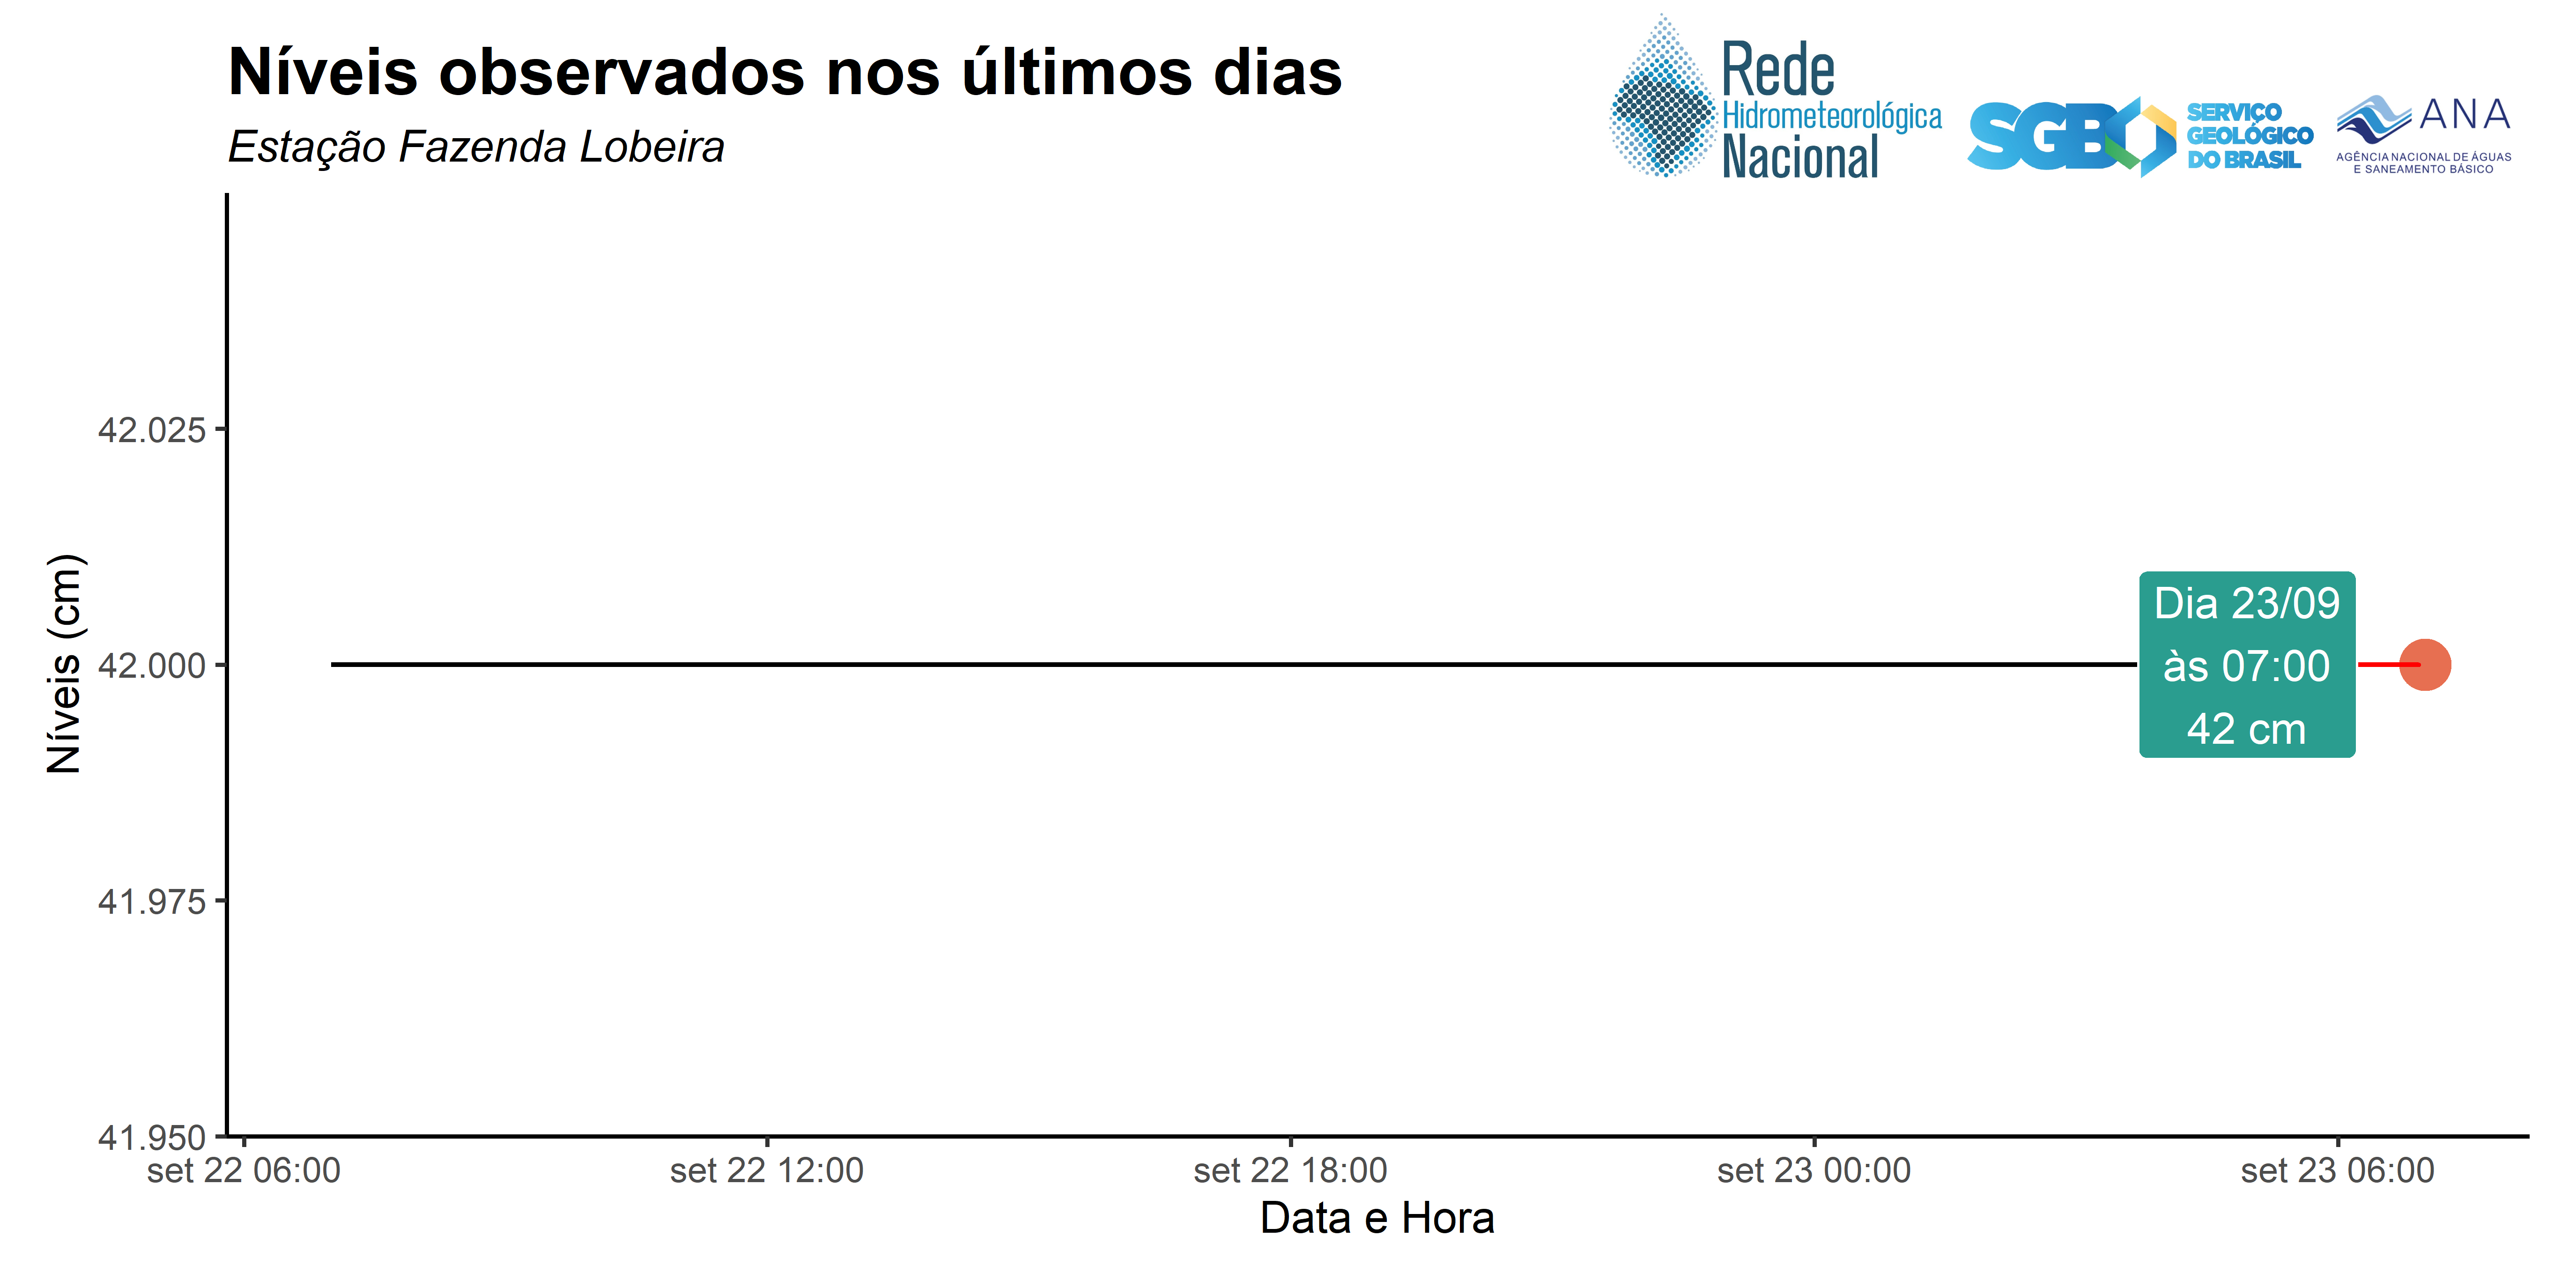 Níveis observados nos últimos dias
Estação Fazenda Lobeira
Rede
Hidrometeorológica
Nacional
SGB
SERVIÇO
GEOLÓGICO
DO BRASIL
ANA
AGÊNCIA NACIONAL DE ÁGUAS
E SANEAMENTO BÁSICO
Níveis (cm)
42.025
42.000
41.975
41.950
Dia 23/09
às 07:00
42 cm
set 22 06:00
set 22 12:00
set 22 18:00
set 23 00:00
set 23 06:00
Data e Hora